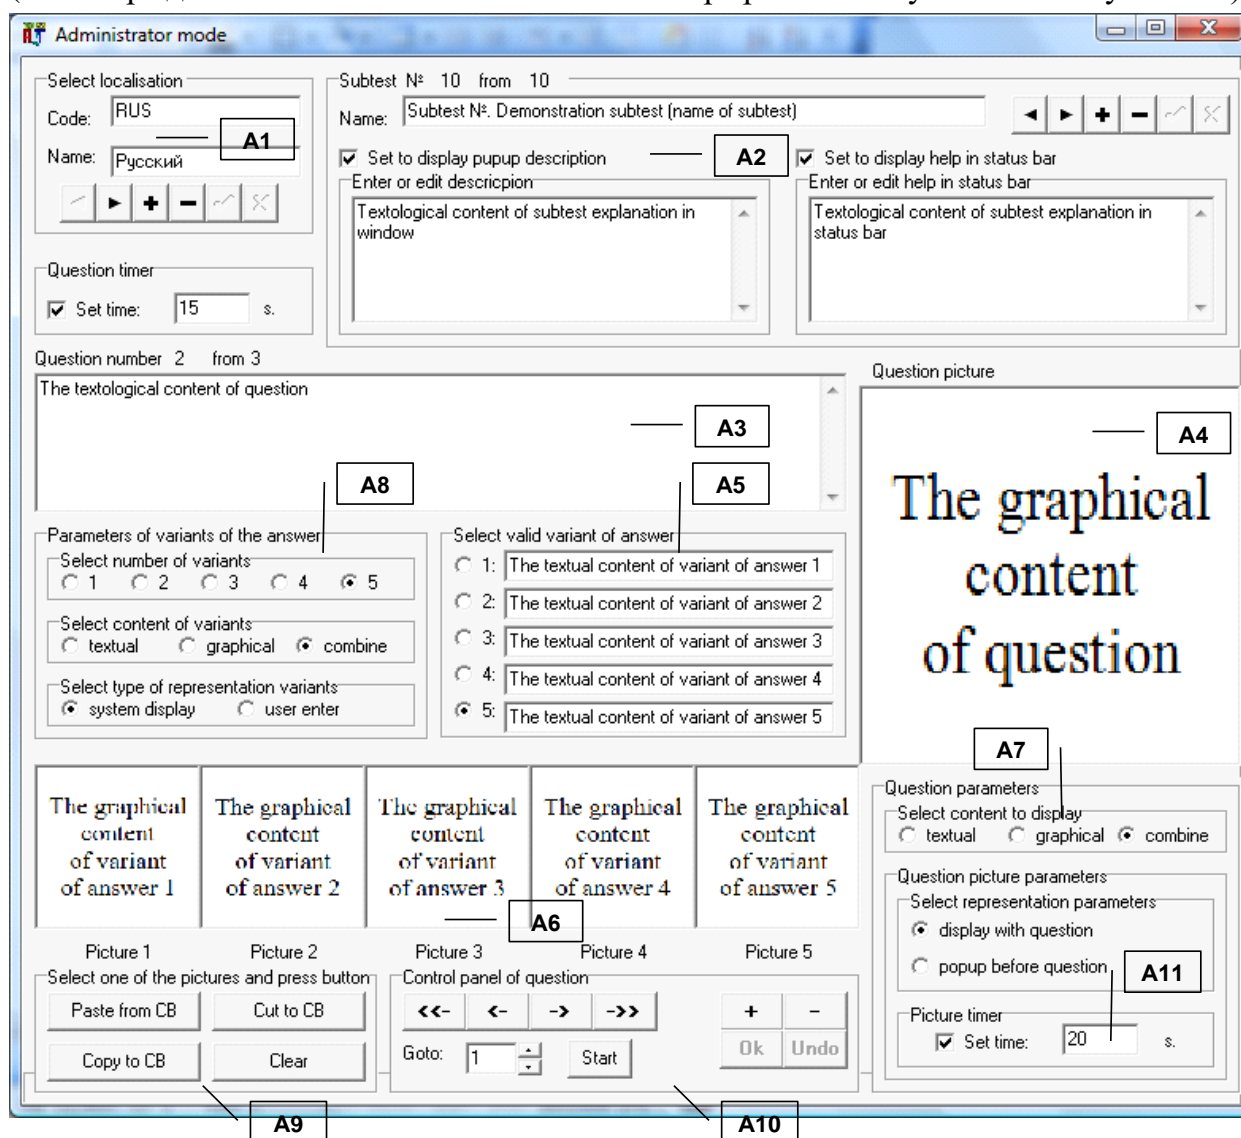 Administrator mode
Select localisation
Code: RUS
A1
Name: Русский
Subtest № 10 from 10
Name: Subtest №. Demonstration subtest (name of subtest)
Set to display pupup description
A2
Set to display help in status bar
Enter or edit descricpion
Textological content of subtest explanation in
window
Enter or edit help in status bar
Textological content of subtest explanation in
status bar
Question timer
Set time: 15 s.
Question number 2 from 3
The textological content of question
A3
Question picture
A4
The graphical
content
of question
A8
A5
Parameters of variants of the answer
Select number of variants
1 2 3 4 5
Select content of variants
textual graphical combine
Select type of representation variants
system display user enter
Select valid variant of answer
1: The textual content of variant of answer 1
2: The textual content of variant of answer 2
3: The textual content of variant of answer 3
4: The textual content of variant of answer 4
5: The textual content of variant of answer 5
A7
The graphical
content
of variant
of answer 1
The graphical
content
of variant
of answer 2
The graphical
content
of variant
of answer 3
The graphical
content
of variant
of answer 4
The graphical
content
of variant
of answer 5
A6
Picture 1 Picture 2 Picture 3 Picture 4 Picture 5
Question parameters
Select content to display
textual graphical combine
Question picture parameters
Select representation parameters
display with question
popup before question
A11
Picture timer
Set time: 20 s.
Select one of the pictures and press button
Paste from CB Cut to CB
Copy to CB Clear
A9
Control panel of question
<<- <- -> ->> + -
Goto: 1 Start Ok Undo
A10